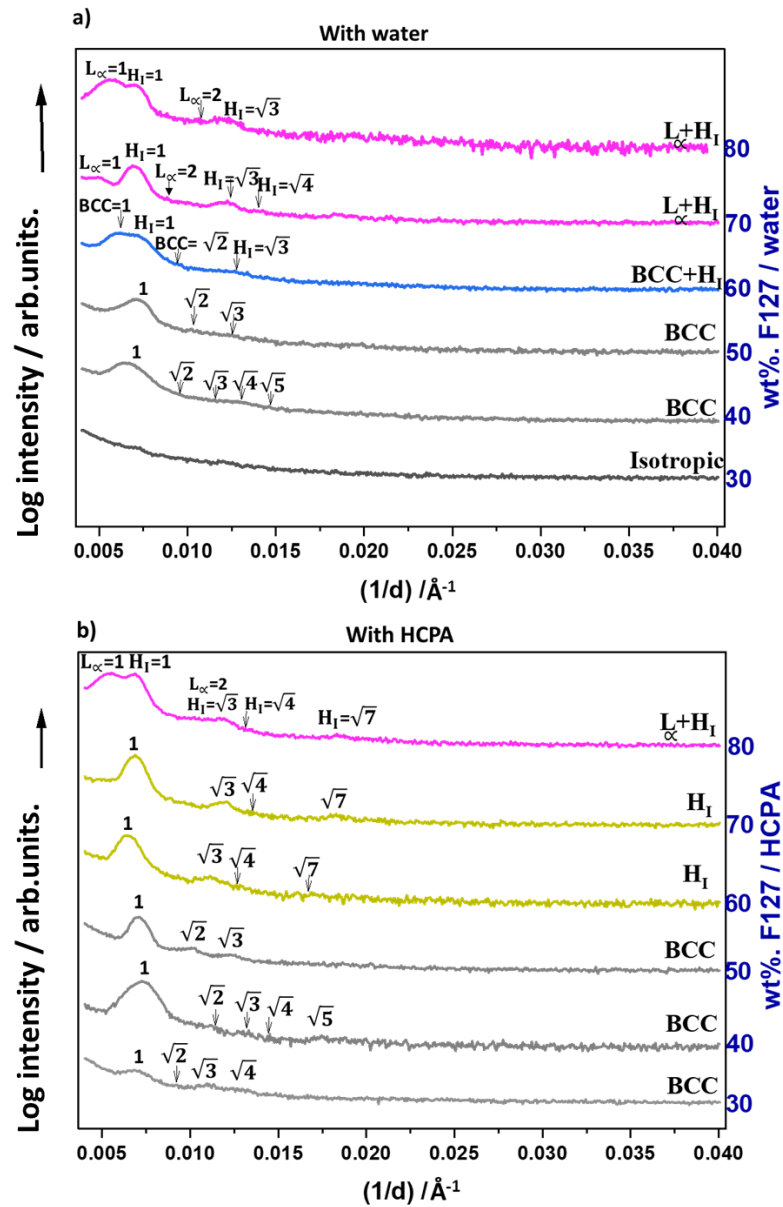 a)
With water
L∝=1 H_I=1
L∝=2
H_I=√3
L∝+H_I
80
L∝=1
H_I=1
L∝=2
H_I=√3
H_I=√4
L∝+H_I
70
BCC=1
H_I=1
BCC= √2
H_I=√3
BCC+H_I
60
1
√2
√3
BCC
50
1
√2
√3
√4
√5
BCC
40
Isotropic
30
Log intensity / arb.units.
wt%. F127 / water
0.005 0.010 0.015 0.020 0.025 0.030 0.035 0.040
(1/d) /Å-1
b)
With HCPA
L∝=1 H_I=1
L∝=2
H_I=√3
H_I=√4
H_I=√7
L∝+H_I
80
1
√3
√4
√7
H_I
70
1
√3
√4
√7
H_I
60
1
√2
√3
BCC
50
1
√2
√3
√4
√5
BCC
40
1
√2
√3
√4
BCC
30
Log intensity / arb.units.
wt%. F127 / HCPA
0.005 0.010 0.015 0.020 0.025 0.030 0.035 0.040
(1/d) /Å-1